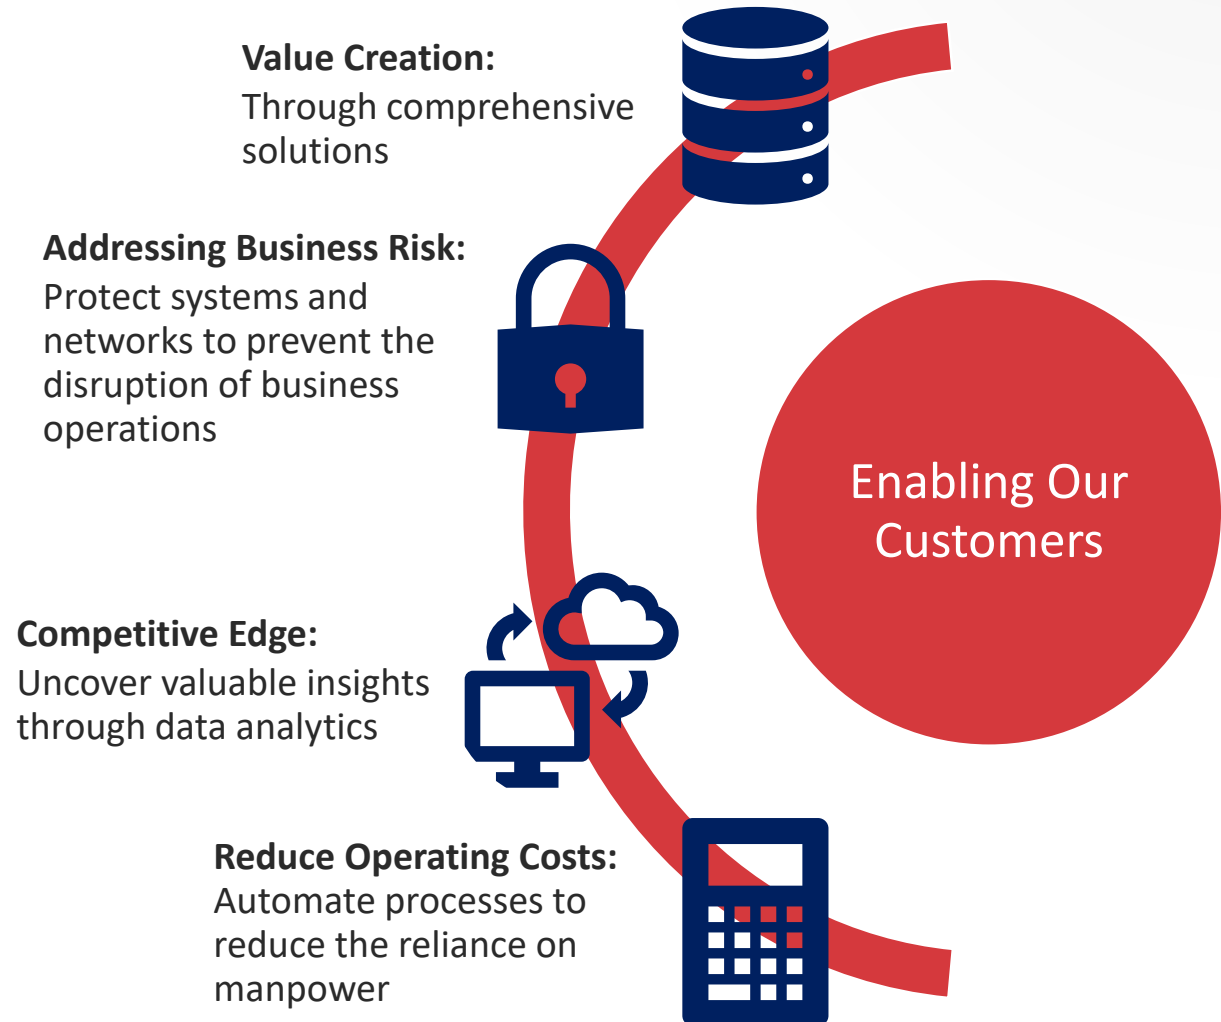 Value Creation:
Through comprehensive
solutions
Addressing Business Risk:
Protect systems and
networks to prevent the
disruption of business
operations
Enabling Our
Customers
Competitive Edge:
Uncover valuable insights
through data analytics
Reduce Operating Costs:
Automate processes to
reduce the reliance on
manpower